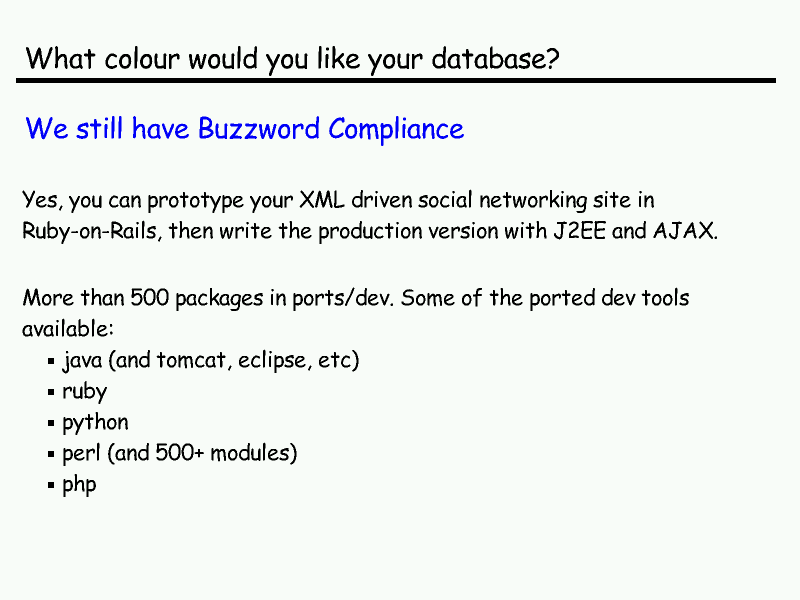 What colour would you like your database?
We still have Buzzword Compliance
Yes, you can prototype your XML driven social networking site in
Ruby-on-Rails, then write the production version with J2EE and AJAX.
More than 500 packages in ports/dev. Some of the ported dev tools
available:
▪ java (and tomcat, eclipse, etc)
▪ ruby
▪ python
▪ perl (and 500+ modules)
▪ php